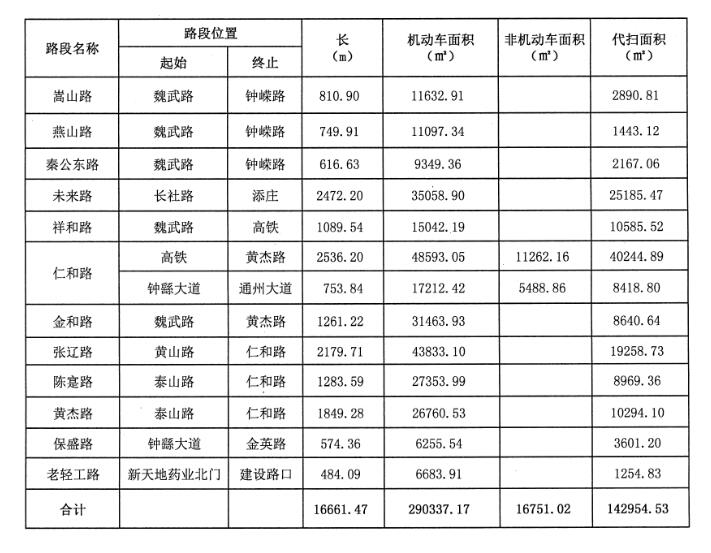 路段名称 路段位置 长（m） 机动车面积（㎡） 非机动车面积（㎡） 代扫面积（㎡）
起始 终止
嵩山路 魏武路 钟嵘路 810.90 11632.91 2890.81
燕山路 魏武路 钟嵘路 749.91 11097.34 1443.12
秦公东路 魏武路 钟嵘路 616.63 9349.36 2167.06
未来路 长社路 添庄 2472.20 35058.90 25185.47
祥和路 魏武路 高铁 1089.54 15042.19 10585.52
仁和路 高铁 黄杰路 2536.20 48593.05 11262.16 40244.89
钟繇大道 通州大道 753.84 17212.42 5488.86 8418.80
金和路 魏武路 黄杰路 1261.22 31463.93 8640.64
张辽路 黄山路 仁和路 2179.71 43833.10 19258.73
陈寔路 泰山路 仁和路 1283.59 27353.99 8969.36
黄杰路 泰山路 仁和路 1849.28 26760.53 10294.10
保盛路 钟繇大道 金英路 574.36 6255.54 3601.20
老轻工路 新天地药业北门 建设路口 484.09 6683.91 1254.83
合计 16661.47 290337.17 16751.02 142954.53